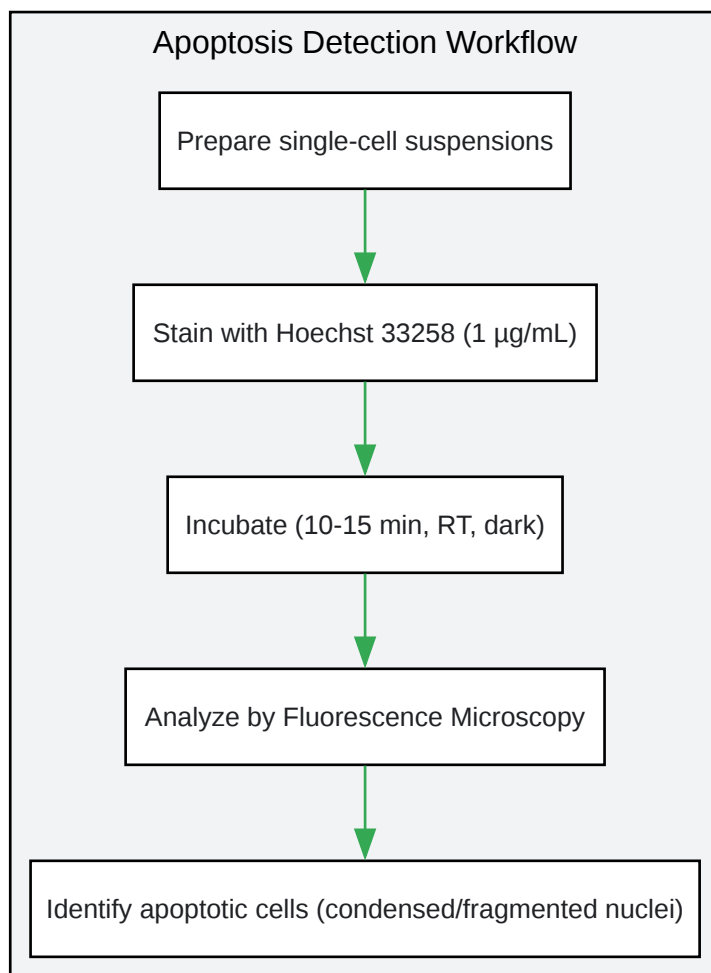 Apoptosis Detection Workflow
Prepare single-cell suspensions
Stain with Hoechst 33258 (1 µg/mL)
Incubate (10-15 min, RT, dark)
Analyze by Fluorescence Microscopy
Identify apoptotic cells (condensed/fragmented nuclei)